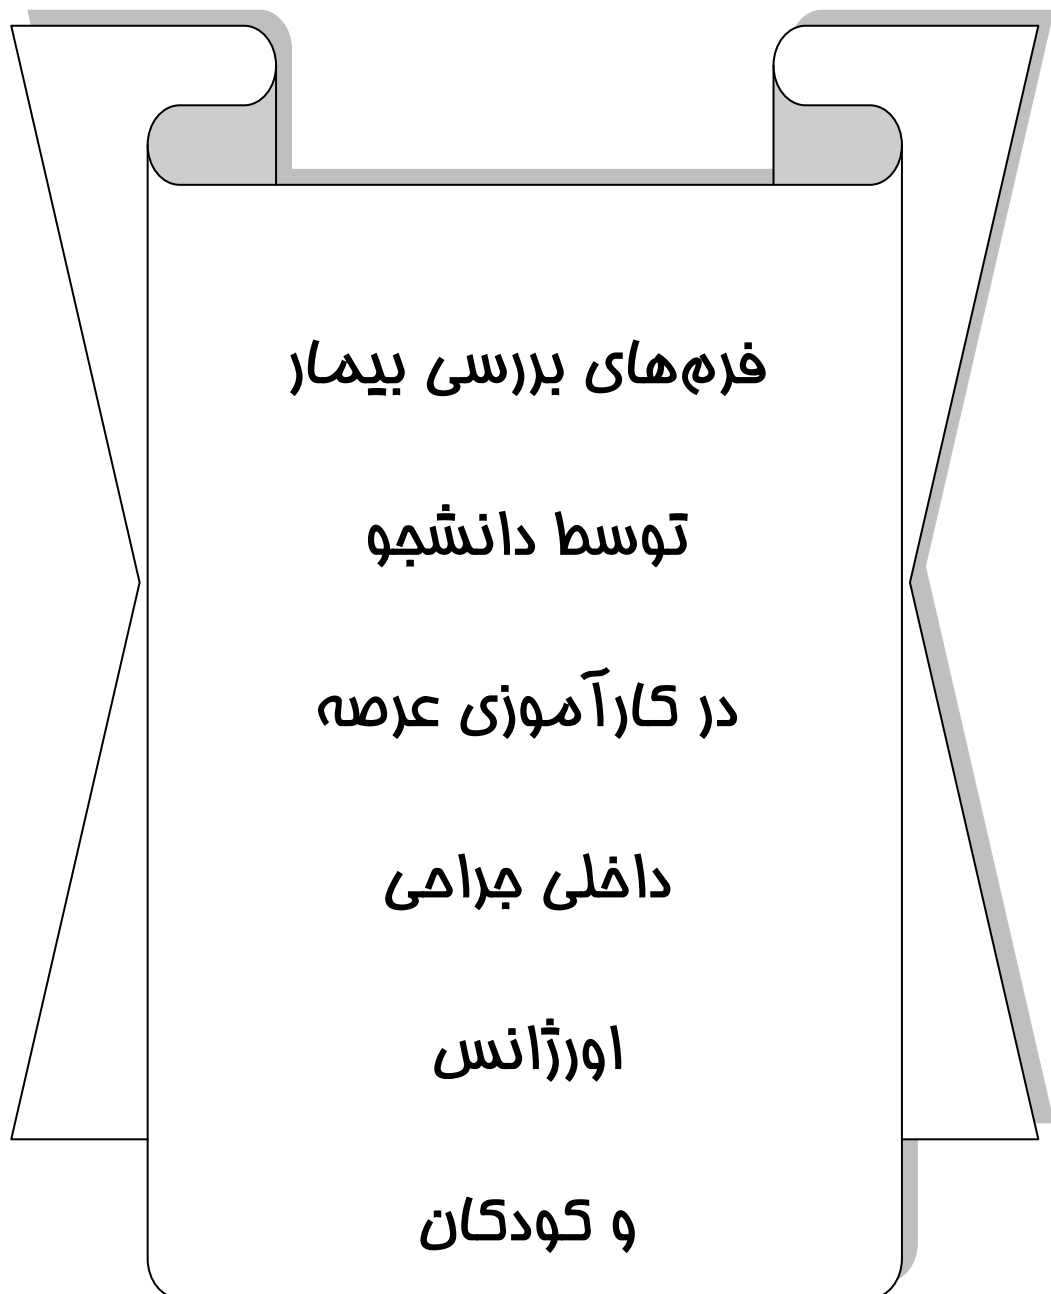 فرم‌های بررسی بیمار
توسط دانشجو
در کارآموزی عرصه
داخلی جراحی
اورژانس
و کودکان